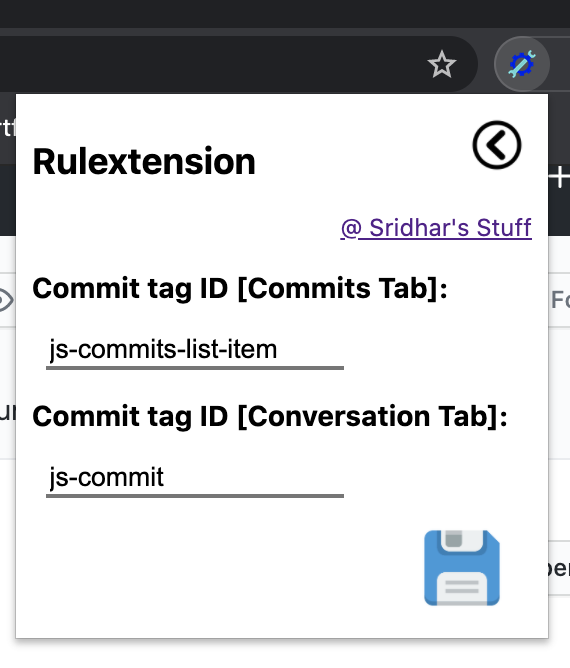 Rulextension
@ Sridhar's Stuff
Commit tag ID [Commits Tab]:
js-commits-list-item
Commit tag ID [Conversation Tab]:
js-commit